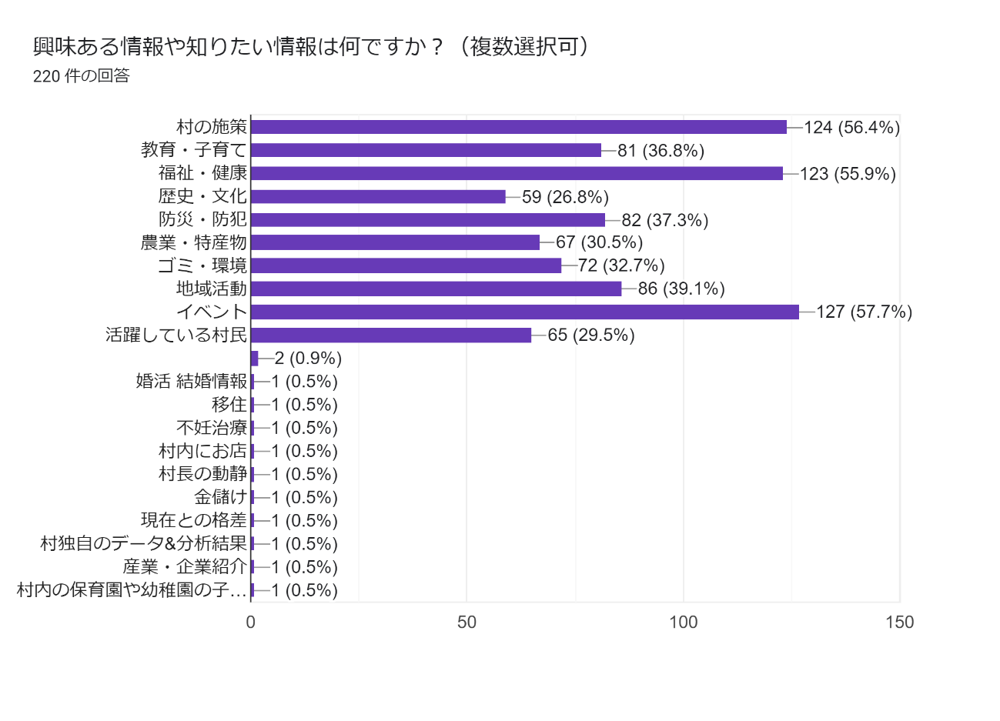 興味ある情報や知りたい情報は何ですか？（複数選択可）
220 件の回答
村の施策 124 (56.4%)
教育・子育て 81 (36.8%)
福祉・健康 123 (55.9%)
歴史・文化 59 (26.8%)
防災・防犯 82 (37.3%)
農業・特産物 67 (30.5%)
ゴミ・環境 72 (32.7%)
地域活動 86 (39.1%)
イベント 127 (57.7%)
活躍している村民 65 (29.5%)
2 (0.9%)
婚活 結婚情報 1 (0.5%)
移住 1 (0.5%)
不妊治療 1 (0.5%)
村内にお店 1 (0.5%)
村長の動静 1 (0.5%)
金儲け 1 (0.5%)
現在との格差 1 (0.5%)
村独自のデータ&分析結果 1 (0.5%)
産業・企業紹介 1 (0.5%)
村内の保育園や幼稚園の子… 1 (0.5%)
0 50 100 150